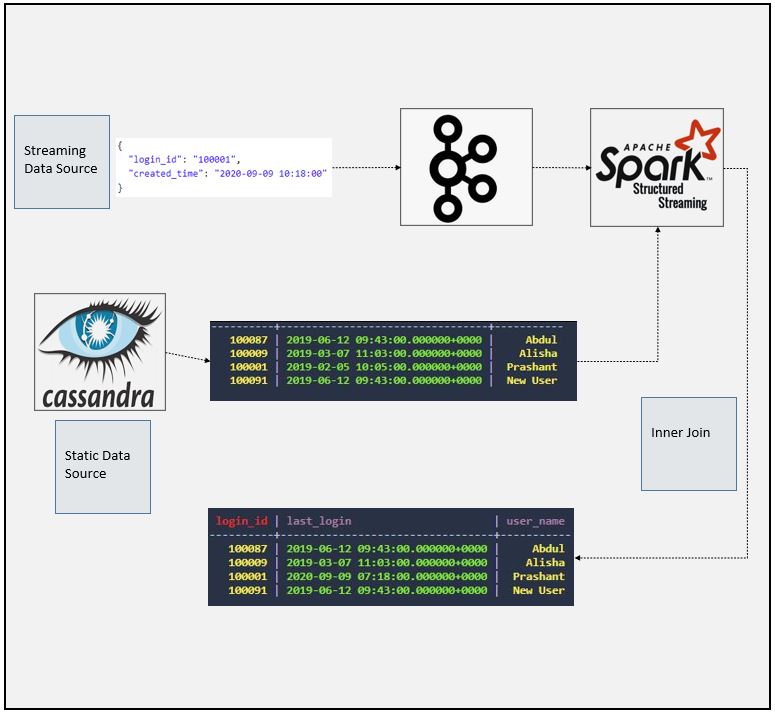 Streaming
Data Source
{
"login_id": "100001",
"created_time": "2020-09-09 10:18:00"
}
APACHE
Spark™
Structured
Streaming
cassandra
Static Data
Source
100087 | 2019-06-12 09:43:00.000000+0000 | Abdul
100009 | 2019-03-07 11:03:00.000000+0000 | Alisha
100001 | 2019-02-05 10:05:00.000000+0000 | Prashant
100091 | 2019-06-12 09:43:00.000000+0000 | New User
Inner Join
login_id | last_login | user_name
100087 | 2019-06-12 09:43:00.000000+0000 | Abdul
100009 | 2019-03-07 11:03:00.000000+0000 | Alisha
100001 | 2020-09-09 07:18:00.000000+0000 | Prashant
100091 | 2019-06-12 09:43:00.000000+0000 | New User